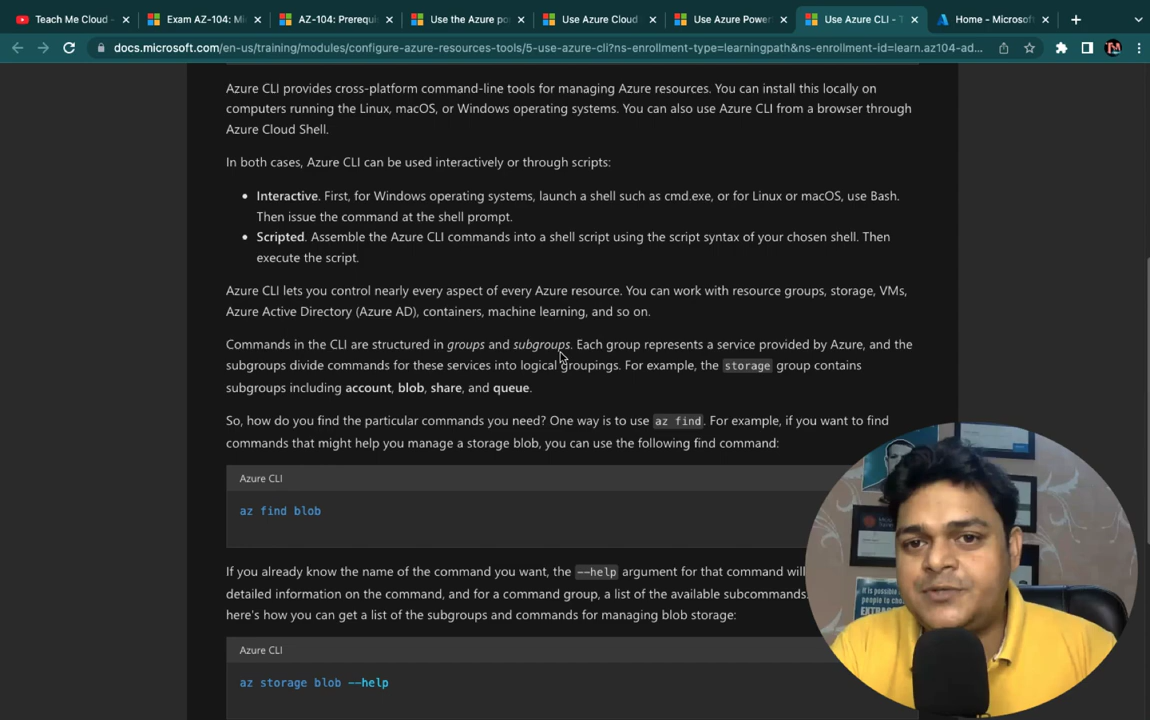 Teach Me Cloud -
Exam AZ-104: Mi
AZ-104: Prerequis
Use the Azure po
Use Azure Cloud
Use Azure Power
Use Azure CLI - T
Home - Microsof
docs.microsoft.com/en-us/training/modules/configure-azure-resources-tools/5-use-azure-cli?ns-enrollment-type=learningpath&ns-enrollment-id=learn.az104-ad...
Azure CLI provides cross-platform command-line tools for managing Azure resources. You can install this locally on
computers running the Linux, macOS, or Windows operating systems. You can also use Azure CLI from a browser through
Azure Cloud Shell.
In both cases, Azure CLI can be used interactively or through scripts:
• Interactive. First, for Windows operating systems, launch a shell such as cmd.exe, or for Linux or macOS, use Bash.
Then issue the command at the shell prompt.
• Scripted. Assemble the Azure CLI commands into a shell script using the script syntax of your chosen shell. Then
execute the script.
Azure CLI lets you control nearly every aspect of every Azure resource. You can work with resource groups, storage, VMs,
Azure Active Directory (Azure AD), containers, machine learning, and so on.
Commands in the CLI are structured in groups and subgroups. Each group represents a service provided by Azure, and the
subgroups divide commands for these services into logical groupings. For example, the storage group contains
subgroups including account, blob, share, and queue.
So, how do you find the particular commands you need? One way is to use az find. For example, if you want to find
commands that might help you manage a storage blob, you can use the following find command:
Azure CLI
az find blob
If you already know the name of the command you want, the --help argument for that command will
detailed information on the command, and for a command group, a list of the available subcommands.
here's how you can get a list of the subgroups and commands for managing blob storage:
Azure CLI
az storage blob --help